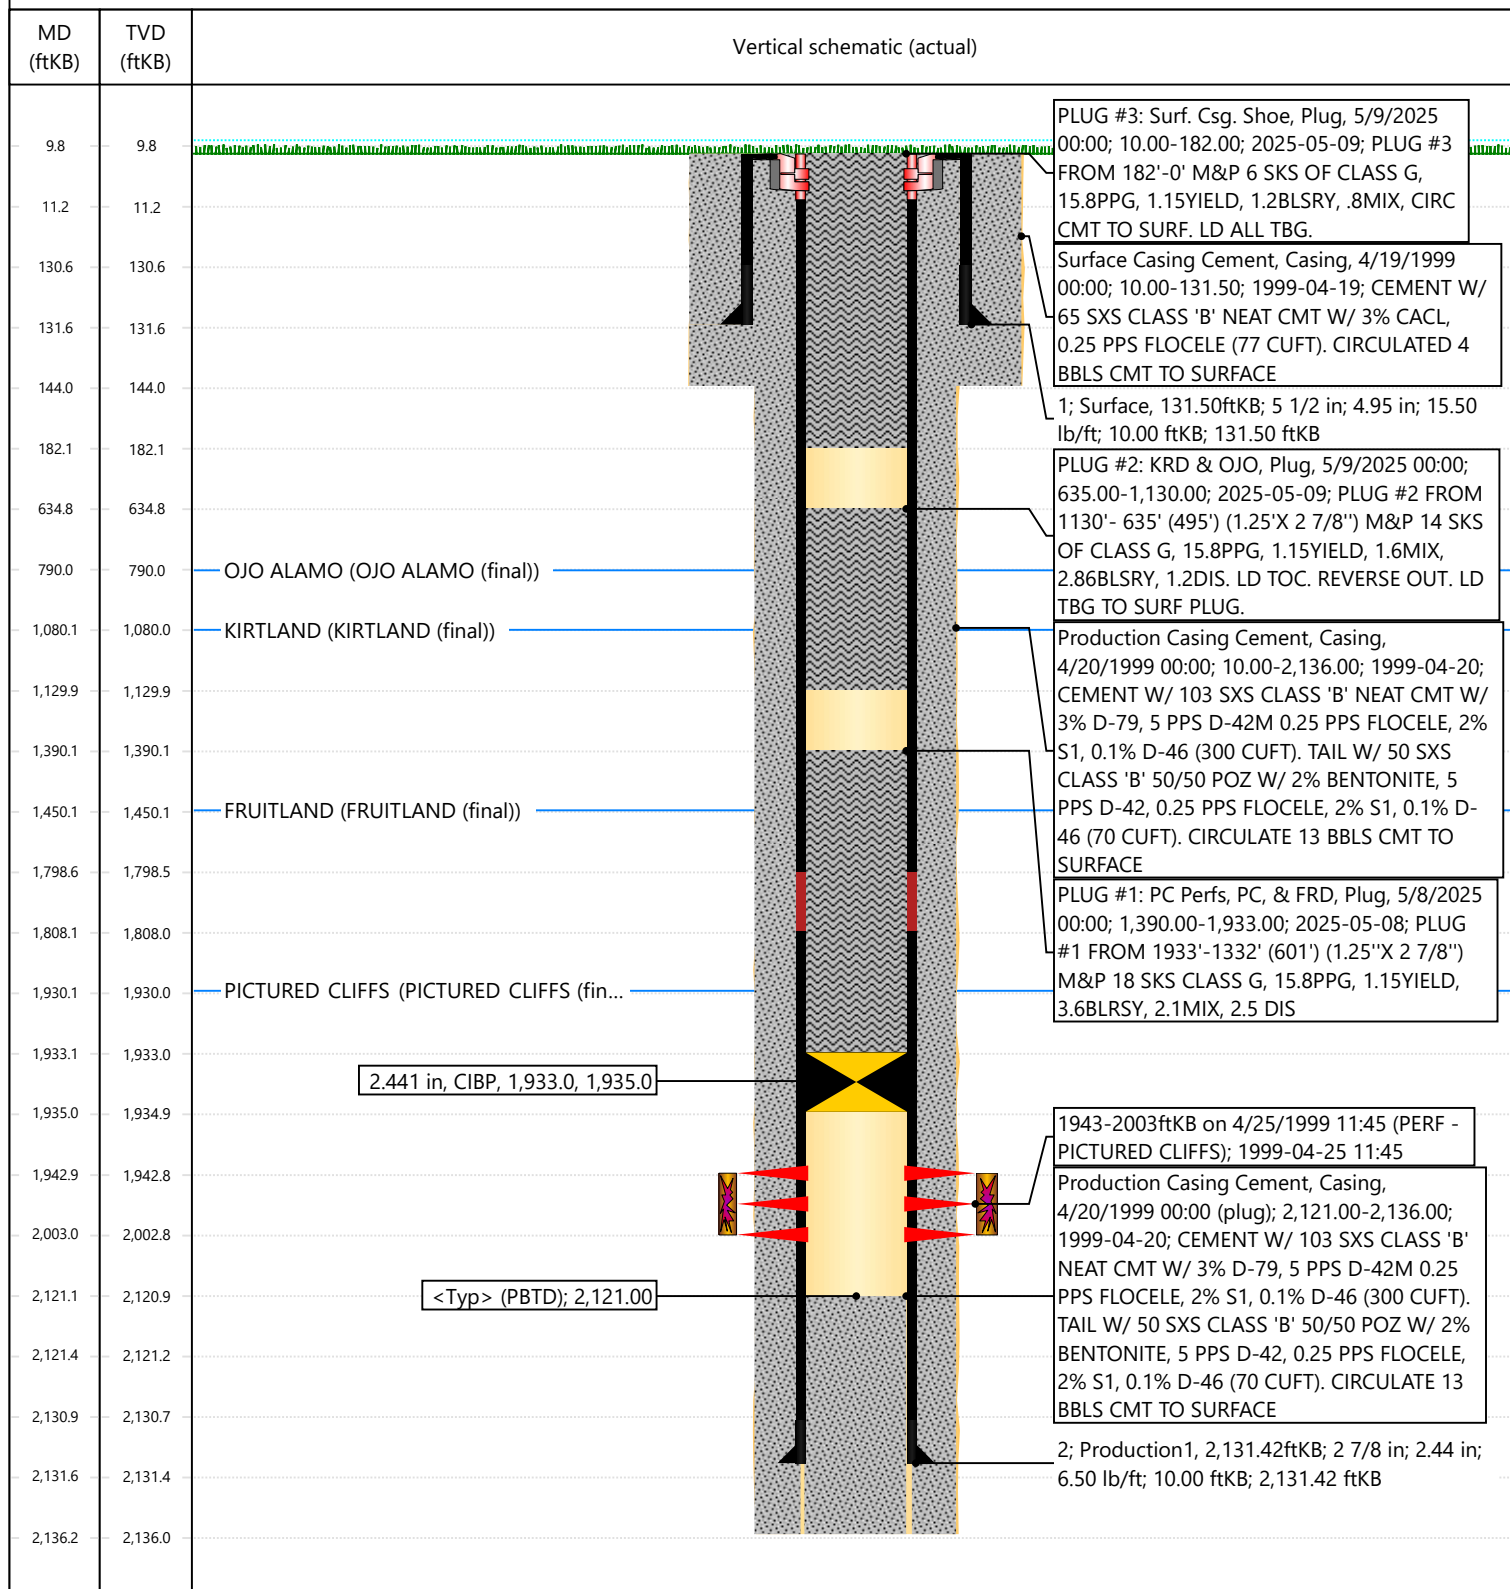 MD
(ftKB)
TVD
(ftKB)
Vertical schematic (actual)
9.8 9.8
11.2 11.2
130.6 130.6
131.6 131.6
144.0 144.0
182.1 182.1
634.8 634.8
790.0 790.0
1,080.1 1,080.0
1,129.9 1,129.9
1,390.1 1,390.1
1,450.1 1,450.1
1,798.6 1,798.5
1,808.1 1,808.0
1,930.1 1,930.0
1,933.1 1,933.0
1,935.0 1,934.9
1,942.9 1,942.8
2,003.0 2,002.8
2,121.1 2,120.9
2,121.4 2,121.2
2,130.9 2,130.7
2,131.6 2,131.4
2,136.2 2,136.0
OJO ALAMO (OJO ALAMO (final))
KIRTLAND (KIRTLAND (final))
FRUITLAND (FRUITLAND (final))
PICTURED CLIFFS (PICTURED CLIFFS (fin...
2.441 in, CIBP, 1,933.0, 1,935.0
<Typ> (PBTD); 2,121.00
PLUG #3: Surf. Csg. Shoe, Plug, 5/9/2025
00:00; 10.00-182.00; 2025-05-09; PLUG #3
FROM 182'-0' M&P 6 SKS OF CLASS G,
15.8PPG, 1.15YIELD, 1.2BLSRY, .8MIX, CIRC
CMT TO SURF. LD ALL TBG.
Surface Casing Cement, Casing, 4/19/1999
00:00; 10.00-131.50; 1999-04-19; CEMENT W/
65 SXS CLASS 'B' NEAT CMT W/ 3% CACL,
0.25 PPS FLOCELE (77 CUFT). CIRCULATED 4
BBLS CMT TO SURFACE
1; Surface, 131.50ftKB; 5 1/2 in; 4.95 in; 15.50
lb/ft; 10.00 ftKB; 131.50 ftKB
PLUG #2: KRD & OJO, Plug, 5/9/2025 00:00;
635.00-1,130.00; 2025-05-09; PLUG #2 FROM
1130'- 635' (495') (1.25'X 2 7/8'') M&P 14 SKS
OF CLASS G, 15.8PPG, 1.15YIELD, 1.6MIX,
2.86BLSRY, 1.2DIS. LD TOC. REVERSE OUT. LD
TBG TO SURF PLUG.
Production Casing Cement, Casing,
4/20/1999 00:00; 10.00-2,136.00; 1999-04-20;
CEMENT W/ 103 SXS CLASS 'B' NEAT CMT W/
3% D-79, 5 PPS D-42M 0.25 PPS FLOCELE, 2%
S1, 0.1% D-46 (300 CUFT). TAIL W/ 50 SXS
CLASS 'B' 50/50 POZ W/ 2% BENTONITE, 5
PPS D-42, 0.25 PPS FLOCELE, 2% S1, 0.1% D-
46 (70 CUFT). CIRCULATE 13 BBLS CMT TO
SURFACE
PLUG #1: PC Perfs, PC, & FRD, Plug, 5/8/2025
00:00; 1,390.00-1,933.00; 2025-05-08; PLUG
#1 FROM 1933'-1332' (601') (1.25''X 2 7/8'')
M&P 18 SKS CLASS G, 15.8PPG, 1.15YIELD,
3.6BLRSY, 2.1MIX, 2.5 DIS
1943-2003ftKB on 4/25/1999 11:45 (PERF -
PICTURED CLIFFS); 1999-04-25 11:45
Production Casing Cement, Casing,
4/20/1999 00:00 (plug); 2,121.00-2,136.00;
1999-04-20; CEMENT W/ 103 SXS CLASS 'B'
NEAT CMT W/ 3% D-79, 5 PPS D-42M 0.25
PPS FLOCELE, 2% S1, 0.1% D-46 (300 CUFT).
TAIL W/ 50 SXS CLASS 'B' 50/50 POZ W/ 2%
BENTONITE, 5 PPS D-42, 0.25 PPS FLOCELE,
2% S1, 0.1% D-46 (70 CUFT). CIRCULATE 13
BBLS CMT TO SURFACE
2; Production1, 2,131.42ftKB; 2 7/8 in; 2.44 in;
6.50 lb/ft; 10.00 ftKB; 2,131.42 ftKB